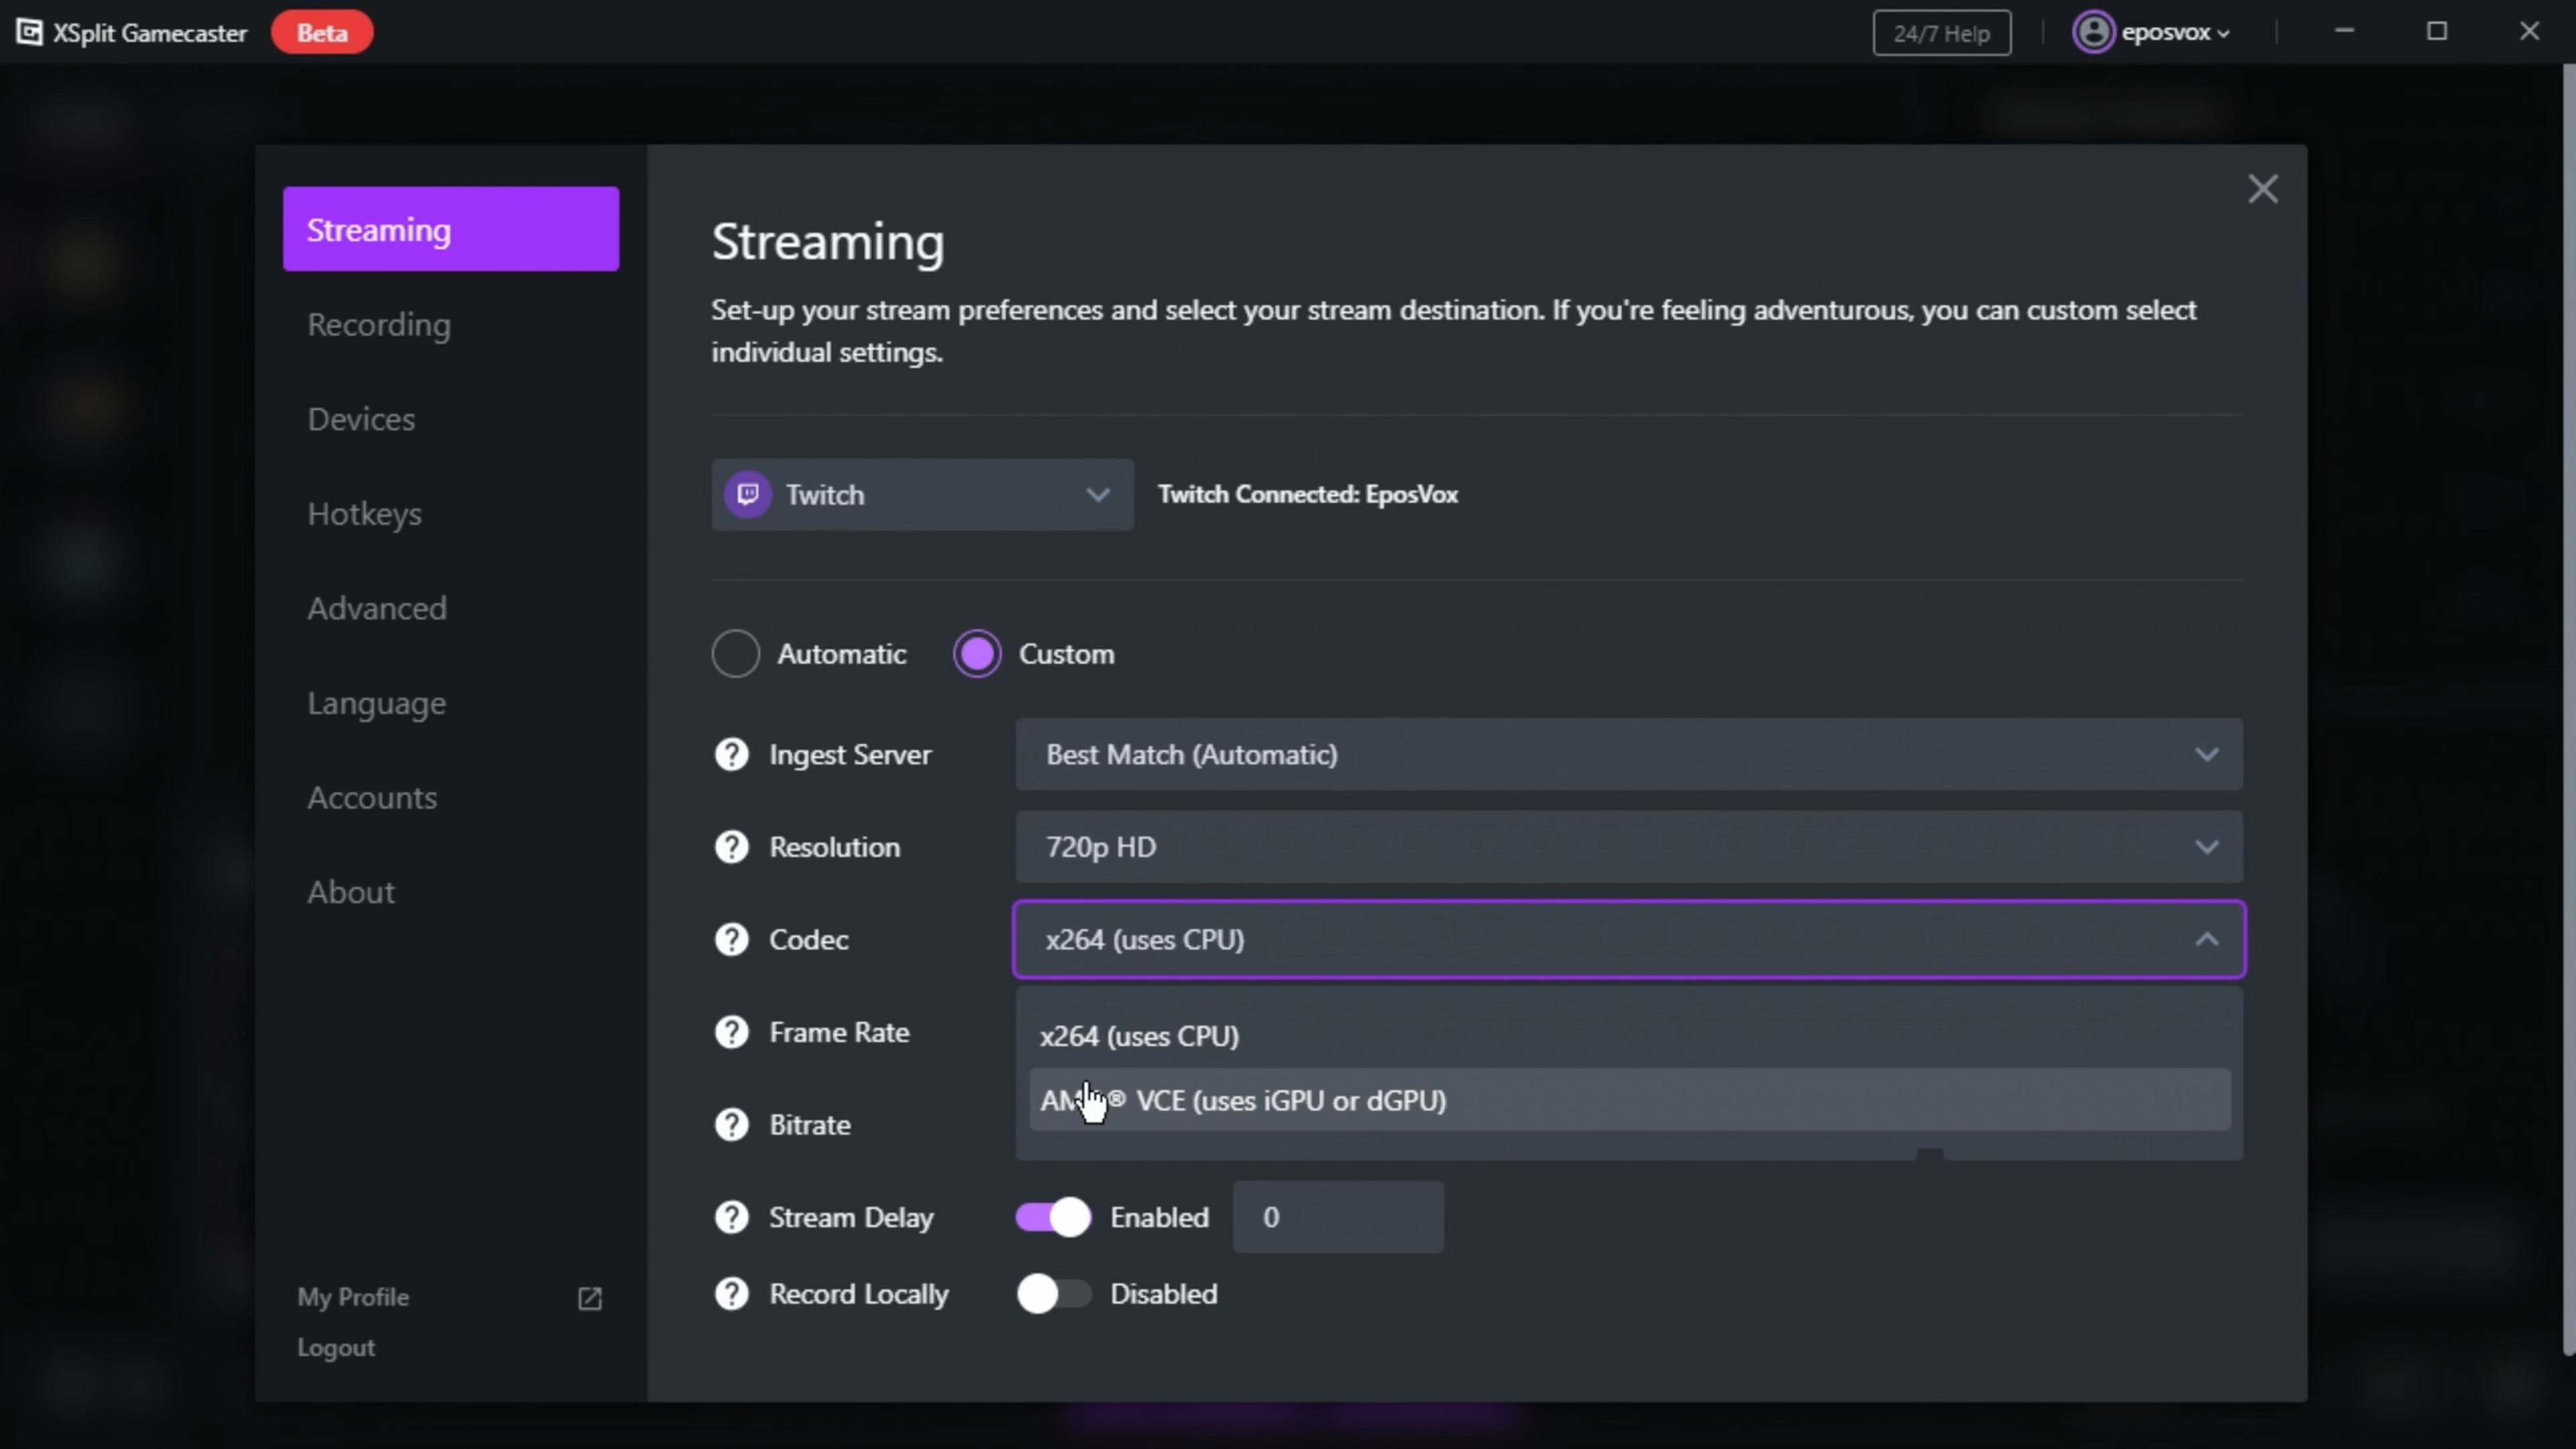 XSplit Gamecaster Beta 24/7 Help eposvox
Streaming
Recording
Devices
Hotkeys
Advanced
Language
Accounts
About
My Profile
Logout
Streaming
Set-up your stream preferences and select your stream destination. If you're feeling adventurous, you can custom select
individual settings.
Twitch Twitch Connected: EposVox
Automatic Custom
? Ingest Server Best Match (Automatic)
? Resolution 720p HD
? Codec x264 (uses CPU)
? Frame Rate x264 (uses CPU)
AMD® VCE (uses iGPU or dGPU)
? Bitrate
? Stream Delay Enabled 0
? Record Locally Disabled